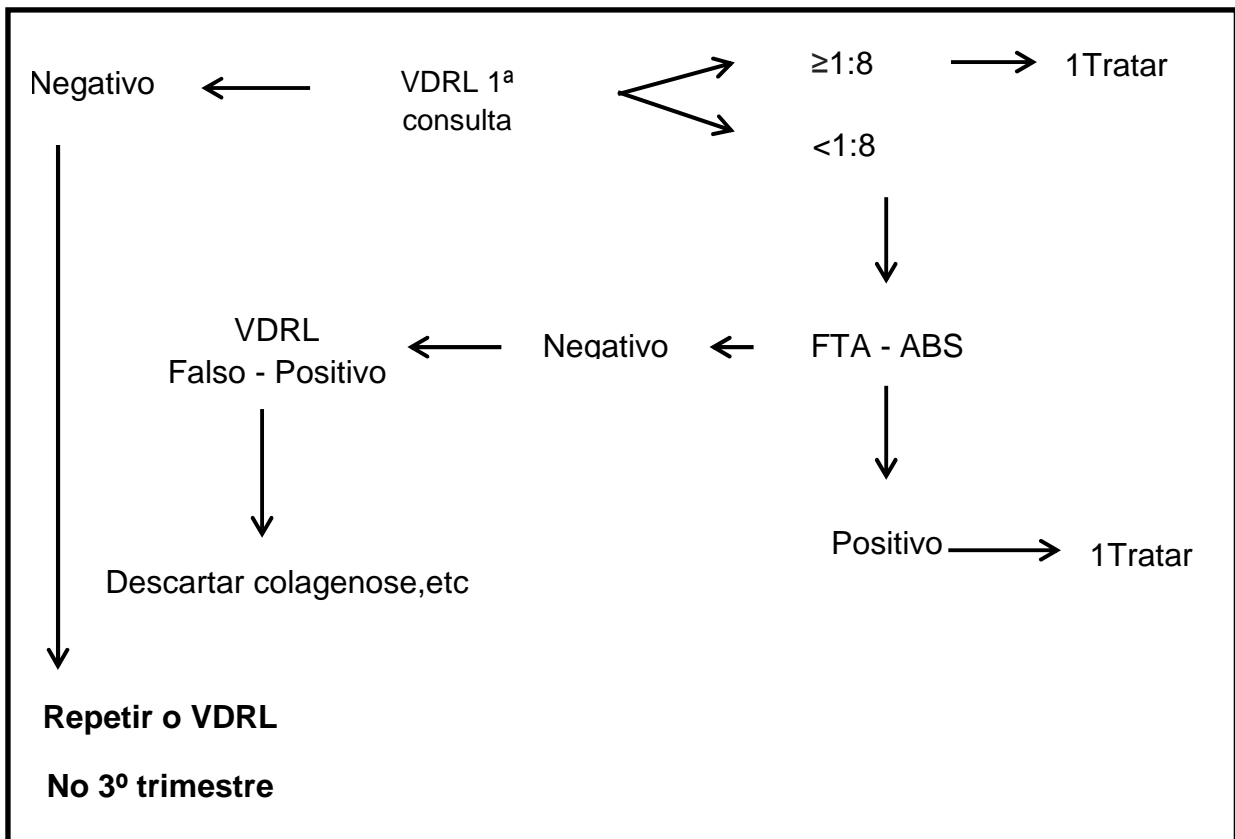 Negativo
VDRL 1ª
consulta
≥1:8
1Tratar
<1:8
VDRL
Falso - Positivo
Negativo
FTA - ABS
Descartar colagenose,etc
Positivo
1Tratar
Repetir o VDRL
No 3º trimestre